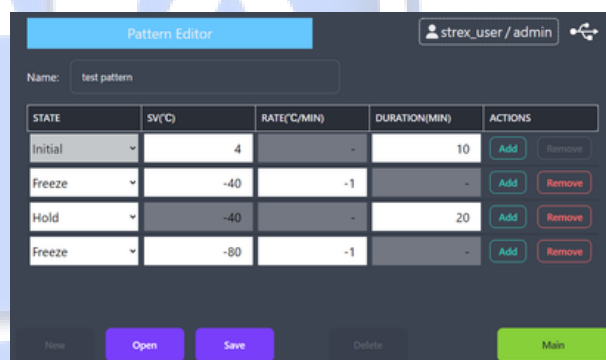 Pattern Editor
strex_user / admin
Name: test pattern
STATE SV(℃) RATE(℃/MIN) DURATION(MIN) ACTIONS
Initial 4 - 10 Add Remove
Freeze -40 -1 - Add Remove
Hold -40 - 20 Add Remove
Freeze -80 -1 - Add Remove
New Open Save Delete Main